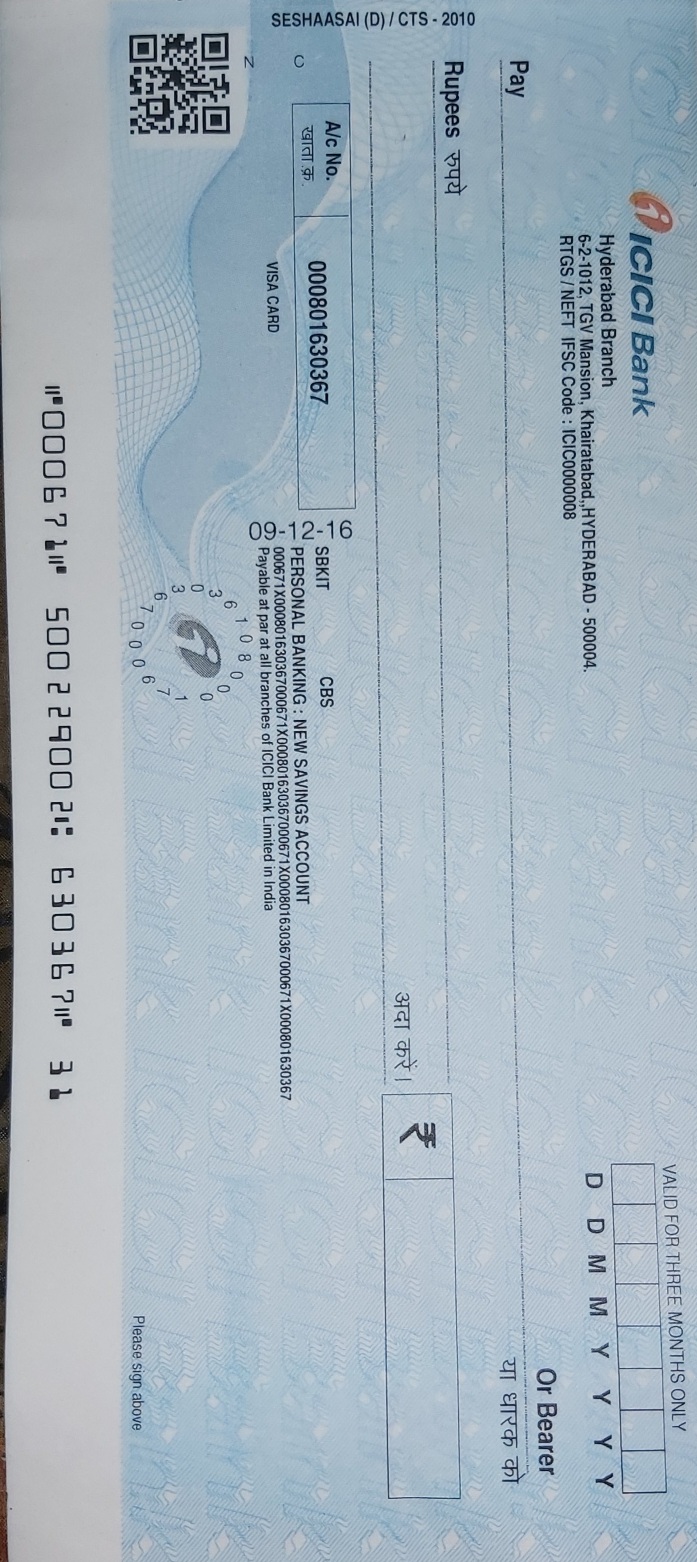 VALID FOR THREE MONTHS ONLY
ICICI Bank
D D M M Y Y Y Y
Hyderabad Branch
6-2-1012, TGV Mansion, Khairatabad,,HYDERABAD - 500004.
RTGS / NEFT IFSC Code : ICIC0000008
Pay
Or Bearer
या धारक को
Rupees रुपये
अदा करें।
₹
A/c No.
खाता क्र.
000801630367
VISA CARD
09-12-16
SBKIT CBS
PERSONAL BANKING : NEW SAVINGS ACCOUNT
000671X000801630367000671X000801630367000671X000801630367000671X000801630367
Payable at par at all branches of ICICI Bank Limited in India
SESHAASAI (D) / CTS - 2010
C
Z
Please sign above
⑈000671⑈ 500229002⑆ 630367⑈ 31